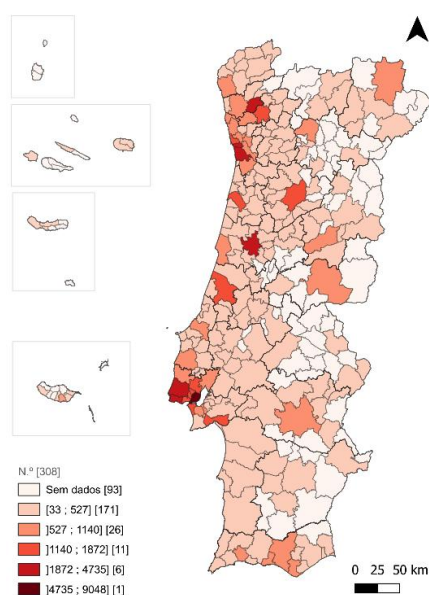 N.º [308]
Sem dados [93]
[33 ; 527] [171]
]527 ; 1140] [26]
]1140 ; 1872] [11]
]1872 ; 4735] [6]
]4735 ; 9048] [1]
0 25 50 km